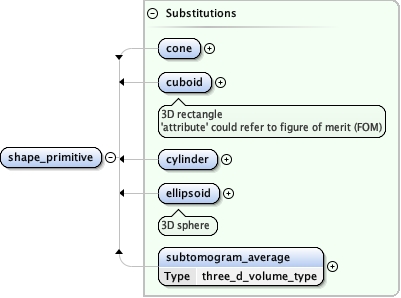 Substitutions
cone
cuboid
3D rectangle
'attribute' could refer to figure of merit (FOM)
shape_primitive
cylinder
ellipsoid
3D sphere
subtomogram_average
Type three_d_volume_type